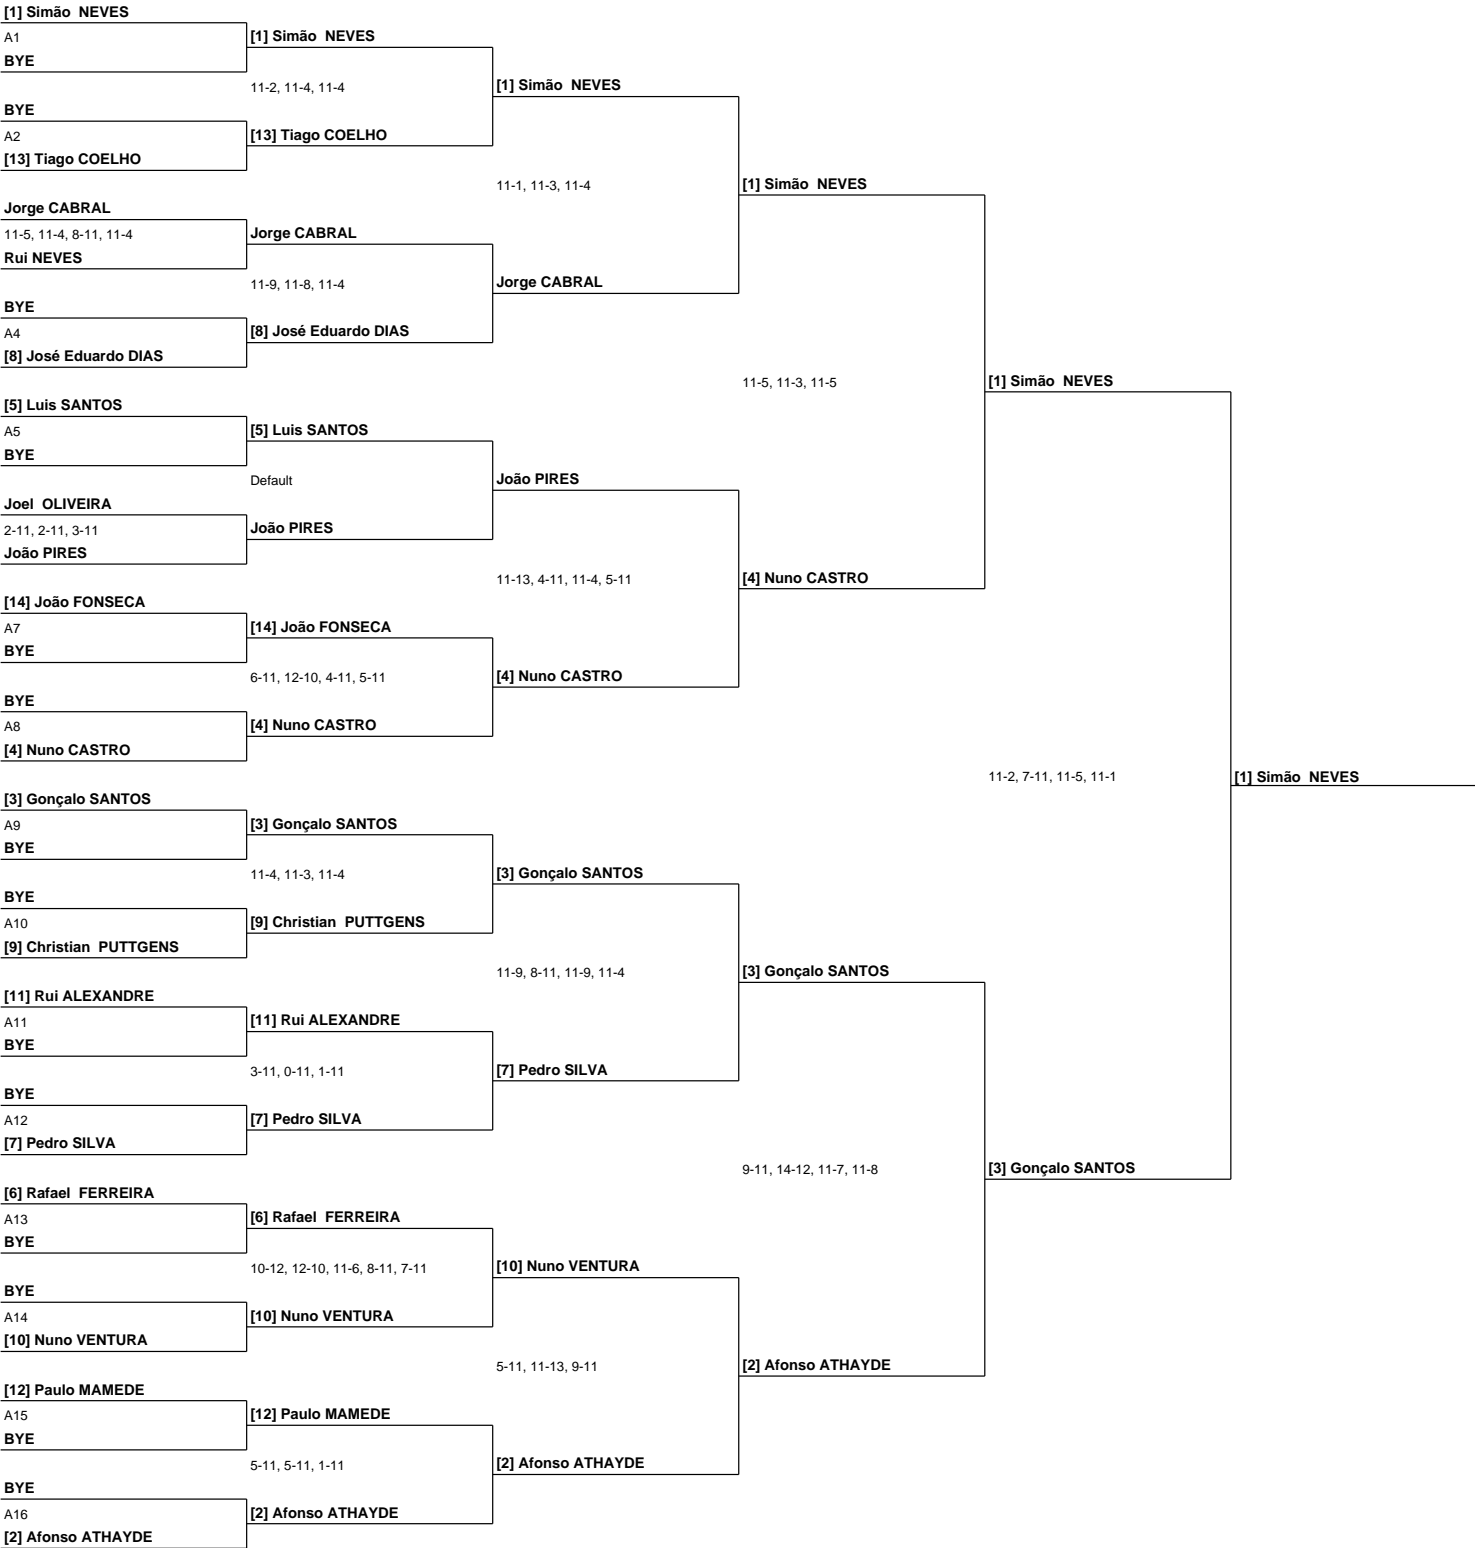 [1] Simão  NEVES
A1
BYE
BYE
A2
[13] Tiago COELHO
Jorge CABRAL
11-5, 11-4, 8-11, 11-4
Rui NEVES
BYE
A4
[8] José Eduardo DIAS
[5] Luis SANTOS
A5
BYE
Joel  OLIVEIRA
2-11, 2-11, 3-11
João PIRES
[14] João FONSECA
A7
BYE
BYE
A8
[4] Nuno CASTRO
[3] Gonçalo SANTOS
A9
BYE
BYE
A10
[9] Christian  PUTTGENS
[11] Rui ALEXANDRE
A11
BYE
BYE
A12
[7] Pedro SILVA
[6] Rafael  FERREIRA
A13
BYE
BYE
A14
[10] Nuno VENTURA
[12] Paulo MAMEDE
A15
BYE
BYE
A16
[2] Afonso ATHAYDE
[1] Simão  NEVES
11-2, 11-4, 11-4
[13] Tiago COELHO
Jorge CABRAL
11-9, 11-8, 11-4
[8] José Eduardo DIAS
[5] Luis SANTOS
Default
João PIRES
[14] João FONSECA
6-11, 12-10, 4-11, 5-11
[4] Nuno CASTRO
[3] Gonçalo SANTOS
11-4, 11-3, 11-4
[9] Christian  PUTTGENS
[11] Rui ALEXANDRE
3-11, 0-11, 1-11
[7] Pedro SILVA
[6] Rafael  FERREIRA
10-12, 12-10, 11-6, 8-11, 7-11
[10] Nuno VENTURA
[12] Paulo MAMEDE
5-11, 5-11, 1-11
[2] Afonso ATHAYDE
[1] Simão  NEVES
11-1, 11-3, 11-4
Jorge CABRAL
João PIRES
11-13, 4-11, 11-4, 5-11
[4] Nuno CASTRO
[3] Gonçalo SANTOS
11-9, 8-11, 11-9, 11-4
[7] Pedro SILVA
[10] Nuno VENTURA
5-11, 11-13, 9-11
[2] Afonso ATHAYDE
[1] Simão  NEVES
11-5, 11-3, 11-5
[4] Nuno CASTRO
[3] Gonçalo SANTOS
9-11, 14-12, 11-7, 11-8
[2] Afonso ATHAYDE
[1] Simão  NEVES
11-2, 7-11, 11-5, 11-1
[3] Gonçalo SANTOS
[1] Simão  NEVES